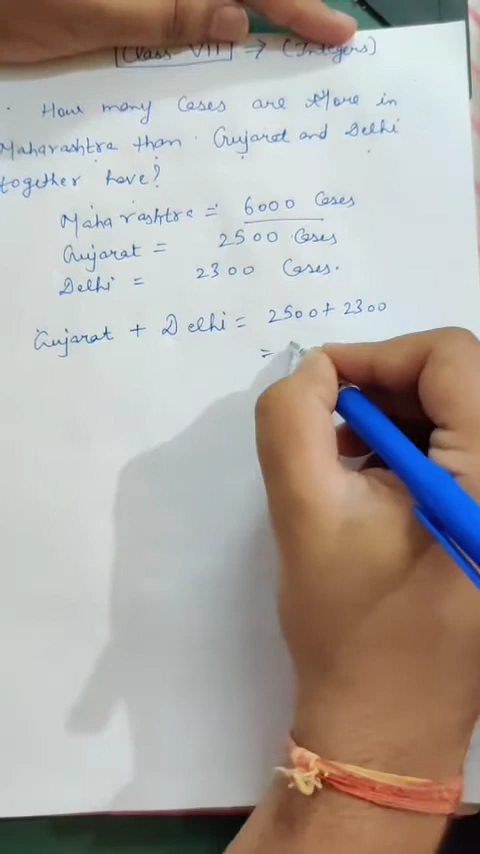 Class-VII ⇒ (Integers)
. How many Cases are More in
Maharashtra than Gujarat and Delhi
together have?
Maharashtra = 6000 Cases
Gujarat = 2500 Cases
Delhi = 2300 Cases.
Gujarat + Delhi = 2500 + 2300
=